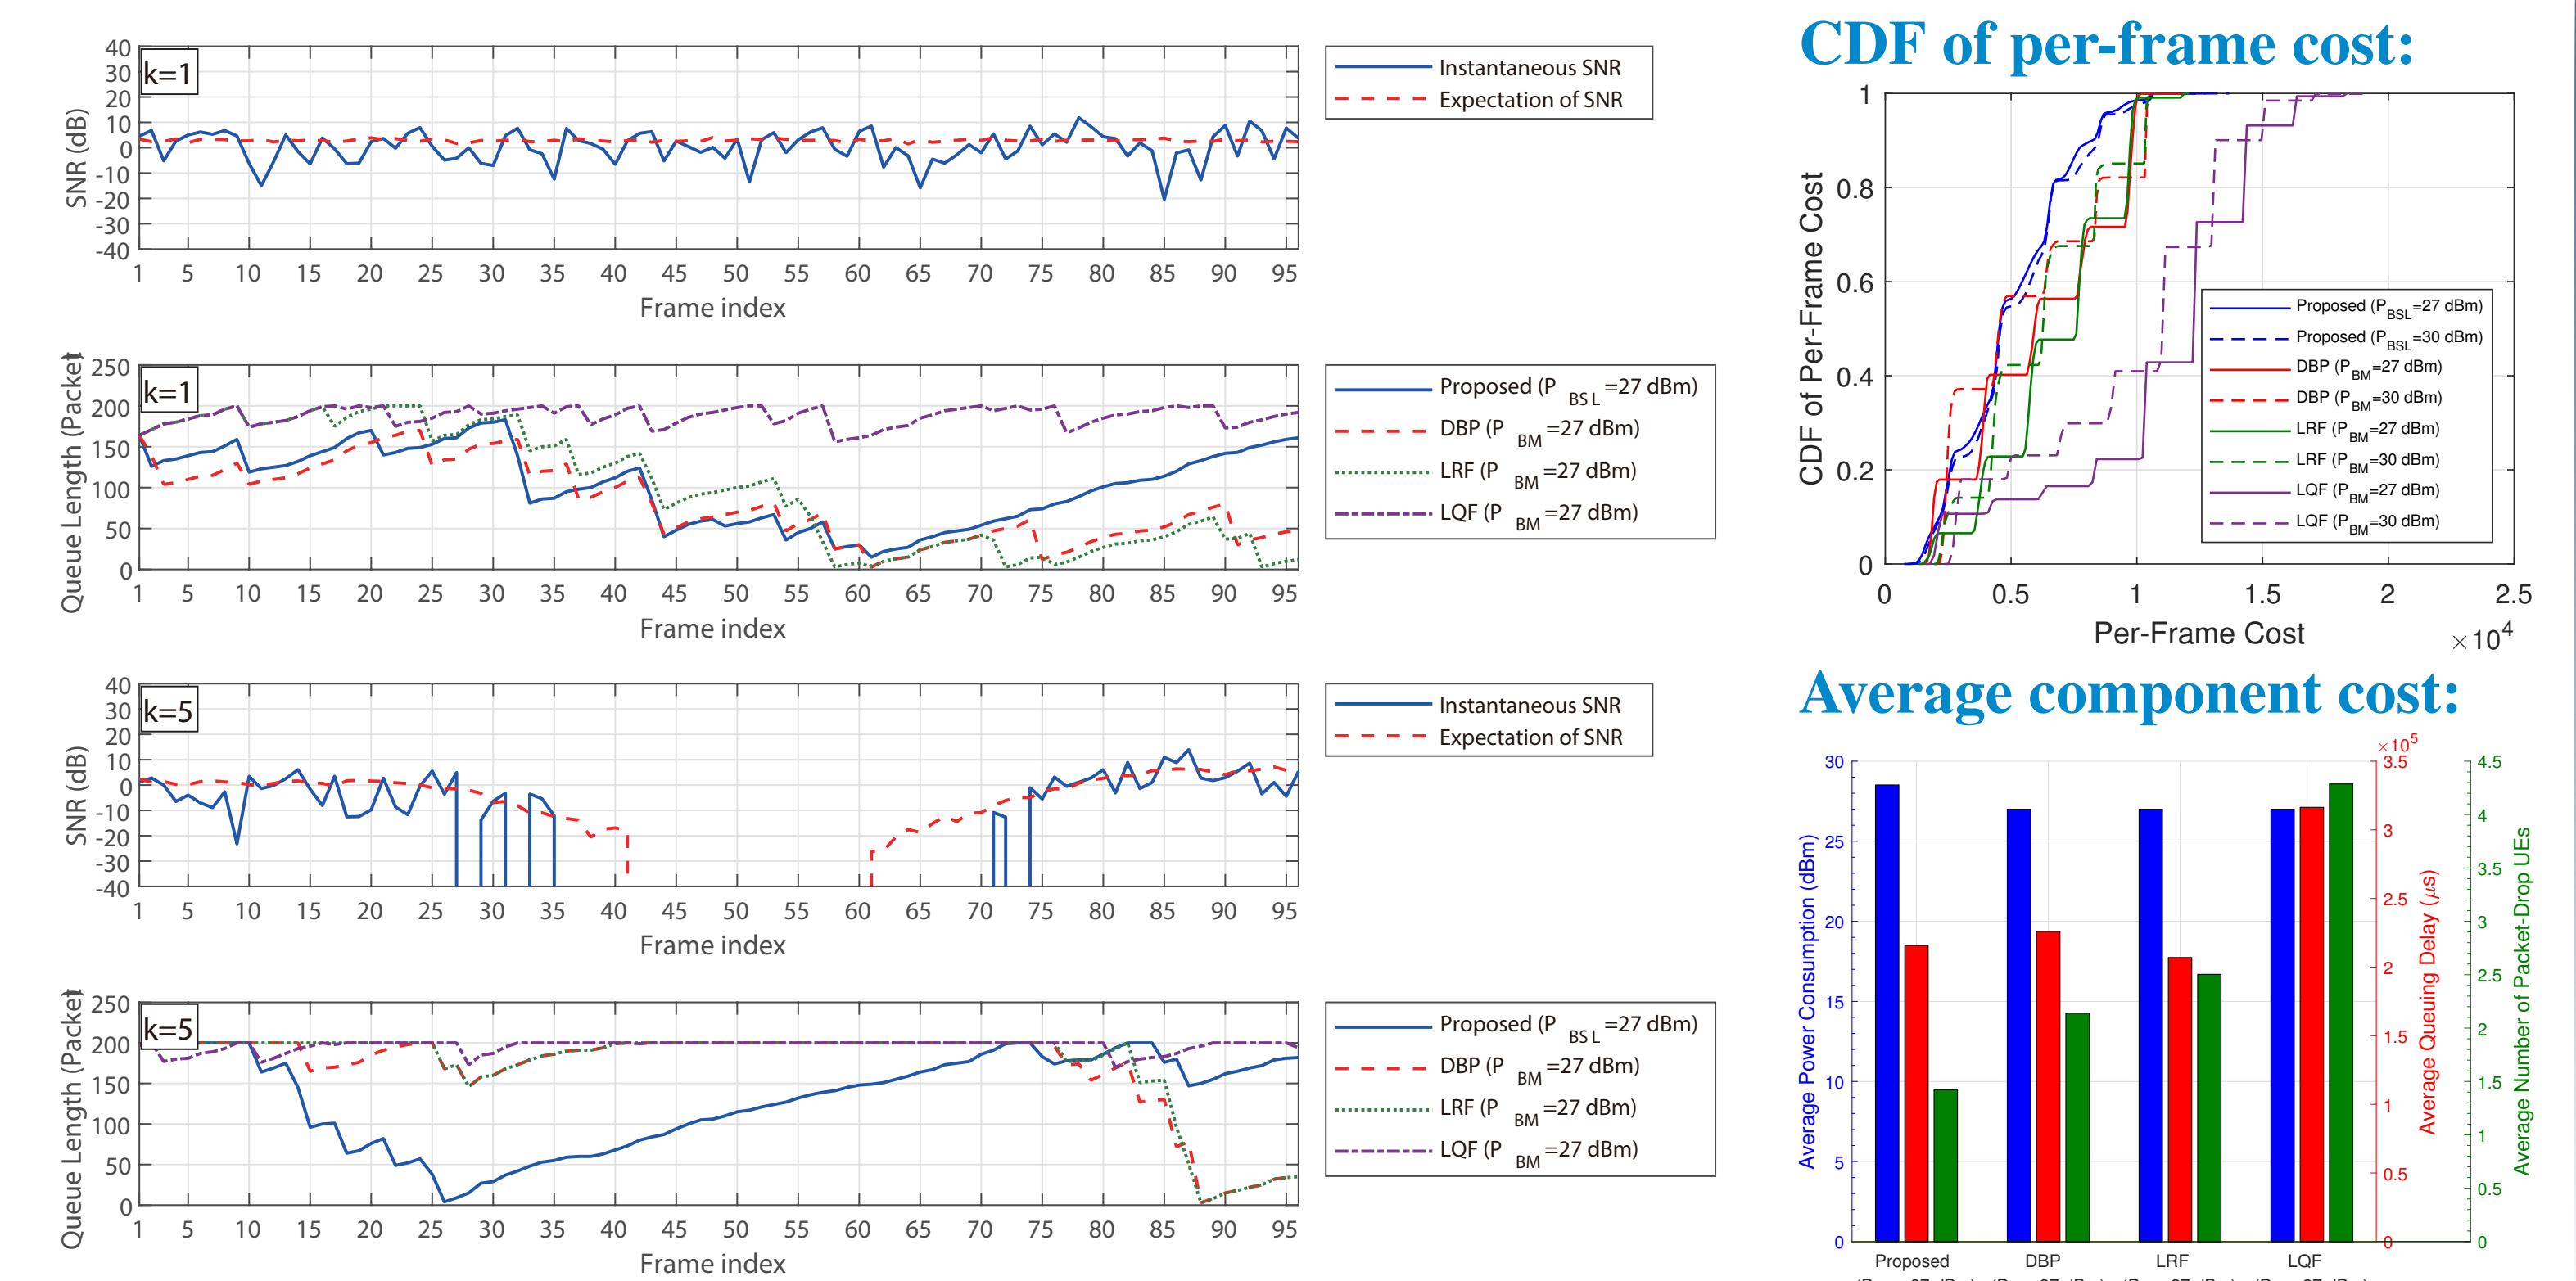 40
30
20
10
0
-10
-20
-30
-40
k=1
SNR (dB)
1 5 10 15 20 25 30 35 40 45 50 55 60 65 70 75 80 85 90 95
Frame index
Instantaneous SNR
Expectation of SNR
250
200
150
100
50
0
k=1
Queue Length (Packet)
1 5 10 15 20 25 30 35 40 45 50 55 60 65 70 75 80 85 90 95
Frame index
Proposed (P BSL =27 dBm)
DBP (P BM =27 dBm)
LRF (P BM =27 dBm)
LQF (P BM =27 dBm)
40
30
20
10
0
-10
-20
-30
-40
k=5
SNR (dB)
1 5 10 15 20 25 30 35 40 45 50 55 60 65 70 75 80 85 90 95
Frame index
Instantaneous SNR
Expectation of SNR
250
200
150
100
50
0
k=5
Queue Length (Packet
1 5 10 15 20 25 30 35 40 45 50 55 60 65 70 75 80 85 90 95
Frame index
Proposed (P BSL =27 dBm)
DBP (P BM =27 dBm)
LRF (P BM =27 dBm)
LQF (P BM =27 dBm)
CDF of per-frame cost:
1
0.8
0.6
0.4
0.2
0
CDF of Per-Frame Cost
Proposed (P BSL =27 dBm)
Proposed (P BSL =30 dBm)
DBP (P BM =27 dBm)
DBP (P BM =30 dBm)
LRF (P BM =27 dBm)
LRF (P BM =30 dBm)
LQF (P BM =27 dBm)
LQF (P BM =30 dBm)
0 0.5 1 1.5 2 2.5
Per-Frame Cost
×10⁴
Average component cost:
30
25
20
15
10
5
0
Average Power Consumption (dBm)
×10⁵
3.5
3
2.5
2
1.5
1
0.5
0
Average Queuing Delay (μs)
4.5
4
3.5
3
2.5
2
1.5
1
0.5
0
Average Number of Packet-Drop UEs
Proposed DBP LRF LQF